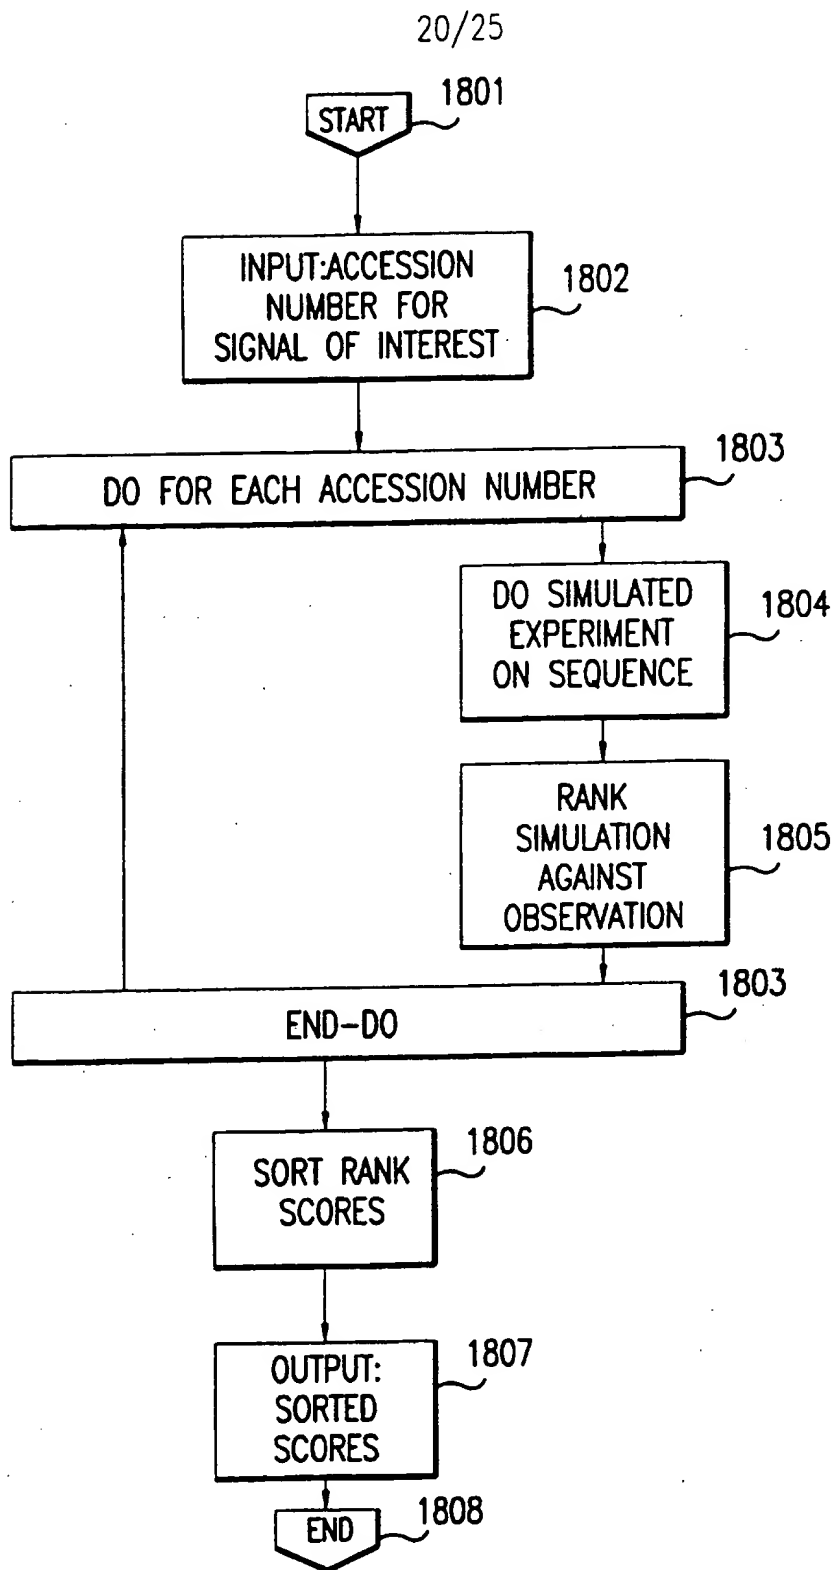 20/25
START
1801
INPUT:ACCESSION
NUMBER FOR
SIGNAL OF INTEREST
1802
DO FOR EACH ACCESSION NUMBER
1803
DO SIMULATED
EXPERIMENT
ON SEQUENCE
1804
RANK
SIMULATION
AGAINST
OBSERVATION
1805
END-DO
1803
SORT RANK
SCORES
1806
OUTPUT:
SORTED
SCORES
1807
END
1808